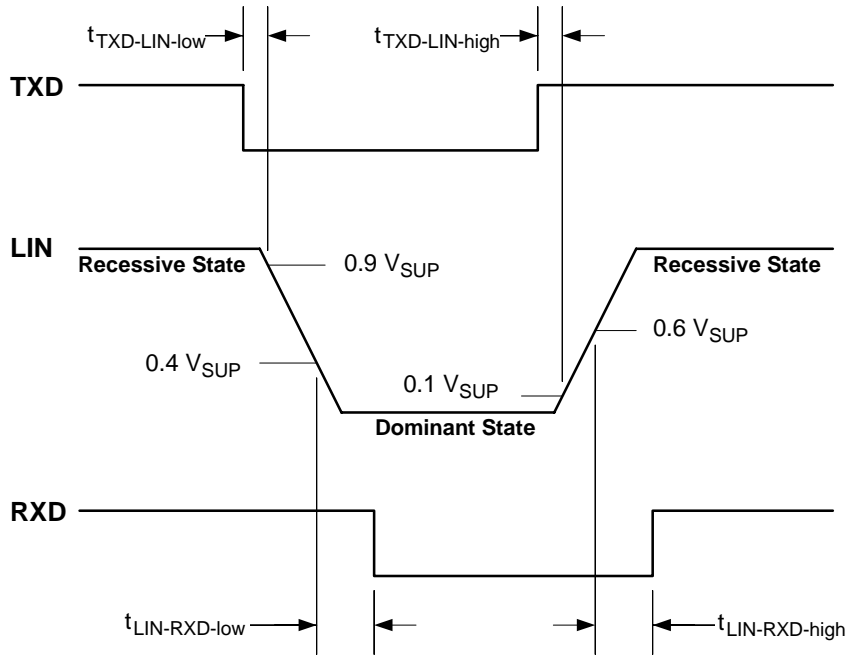 tTXD-LIN-low
tTXD-LIN-high
TXD
LIN
Recessive State
0.9 VSUP
Recessive State
0.6 VSUP
0.4 VSUP
0.1 VSUP
Dominant State
RXD
tLIN-RXD-low
tLIN-RXD-high